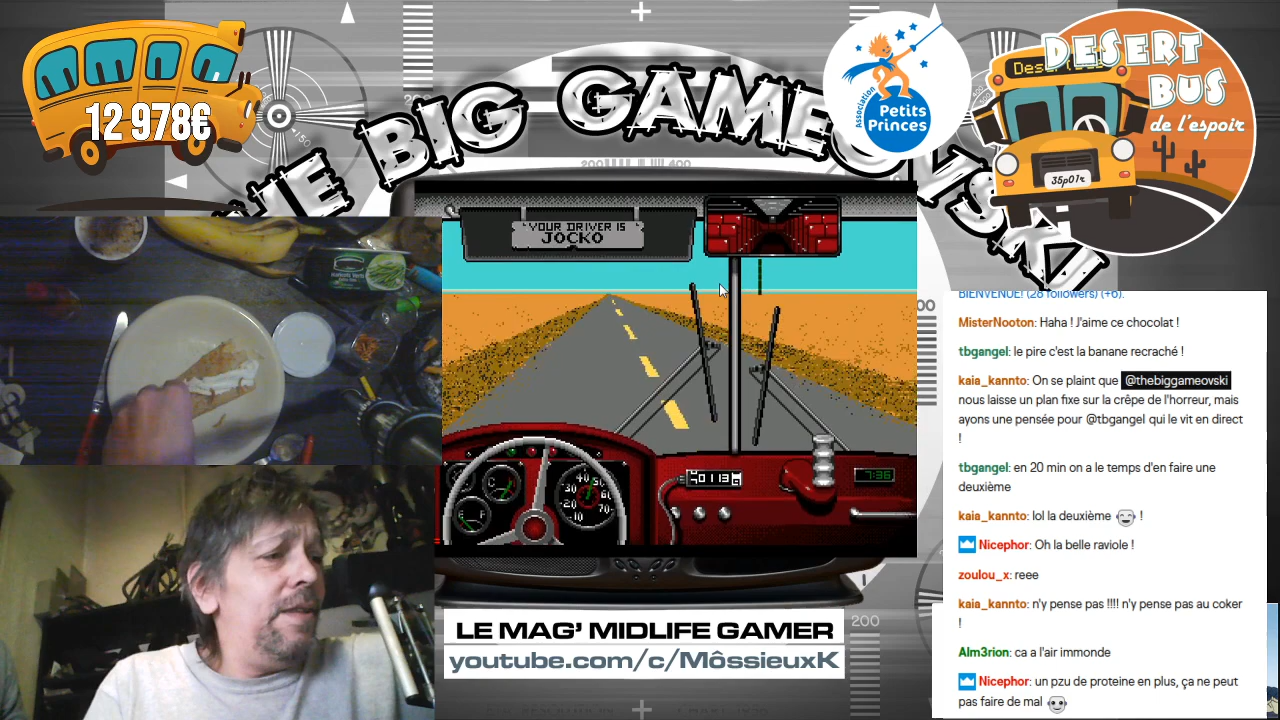 12 978€
THE BIG GAMEOVSKI
Association
Petits
Princes
DESERT
BUS
de l'espoir
35p01r
YOUR DRIVER IS
JOCKO
7:36
BIENVENUE! (28 followers) (+6).
MisterNooton: Haha ! J'aime ce chocolat !
tbgangel: le pire c'est la banane recraché !
kaia_kannto: On se plaint que @thebiggameovski
nous laisse un plan fixe sur la crêpe de l'horreur, mais
ayons une pensée pour @tbgangel qui le vit en direct
!
tbgangel: en 20 min on a le temps d'en faire une
deuxième
kaia_kannto: lol la deuxième !
Nicephor: Oh la belle raviole !
zoulou_x: reee
kaia_kannto: n'y pense pas !!!! n'y pense pas au coker
!
Alm3rion: ca a l'air immonde
Nicephor: un pzu de proteine en plus, ça ne peut
pas faire de mal
LE MAG' MIDLIFE GAMER
youtube.com/c/MôssieuxK
200